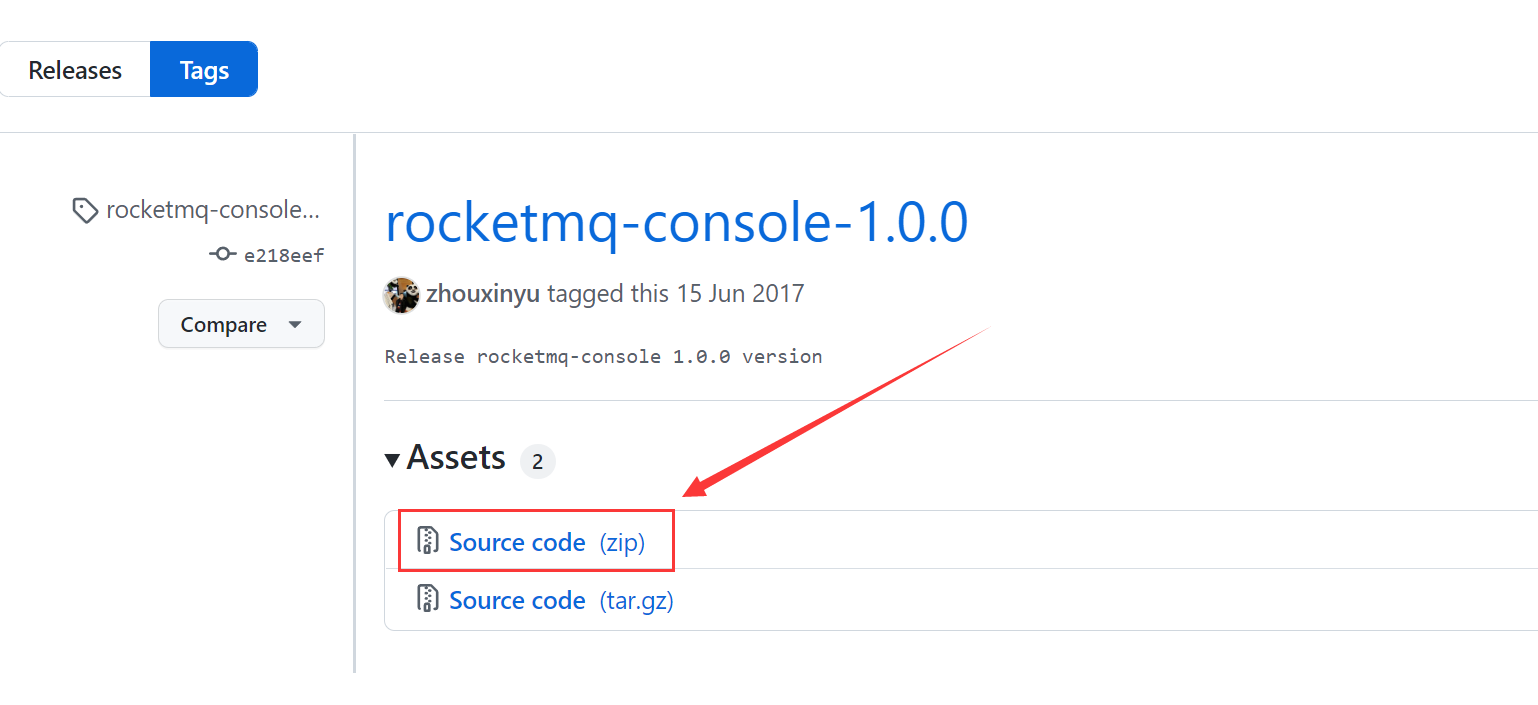 Releases Tags
rocketmq-console...
e218eef
Compare
rocketmq-console-1.0.0
zhouxinyu tagged this 15 Jun 2017
Release rocketmq-console 1.0.0 version
Assets 2
Source code (zip)
Source code (tar.gz)